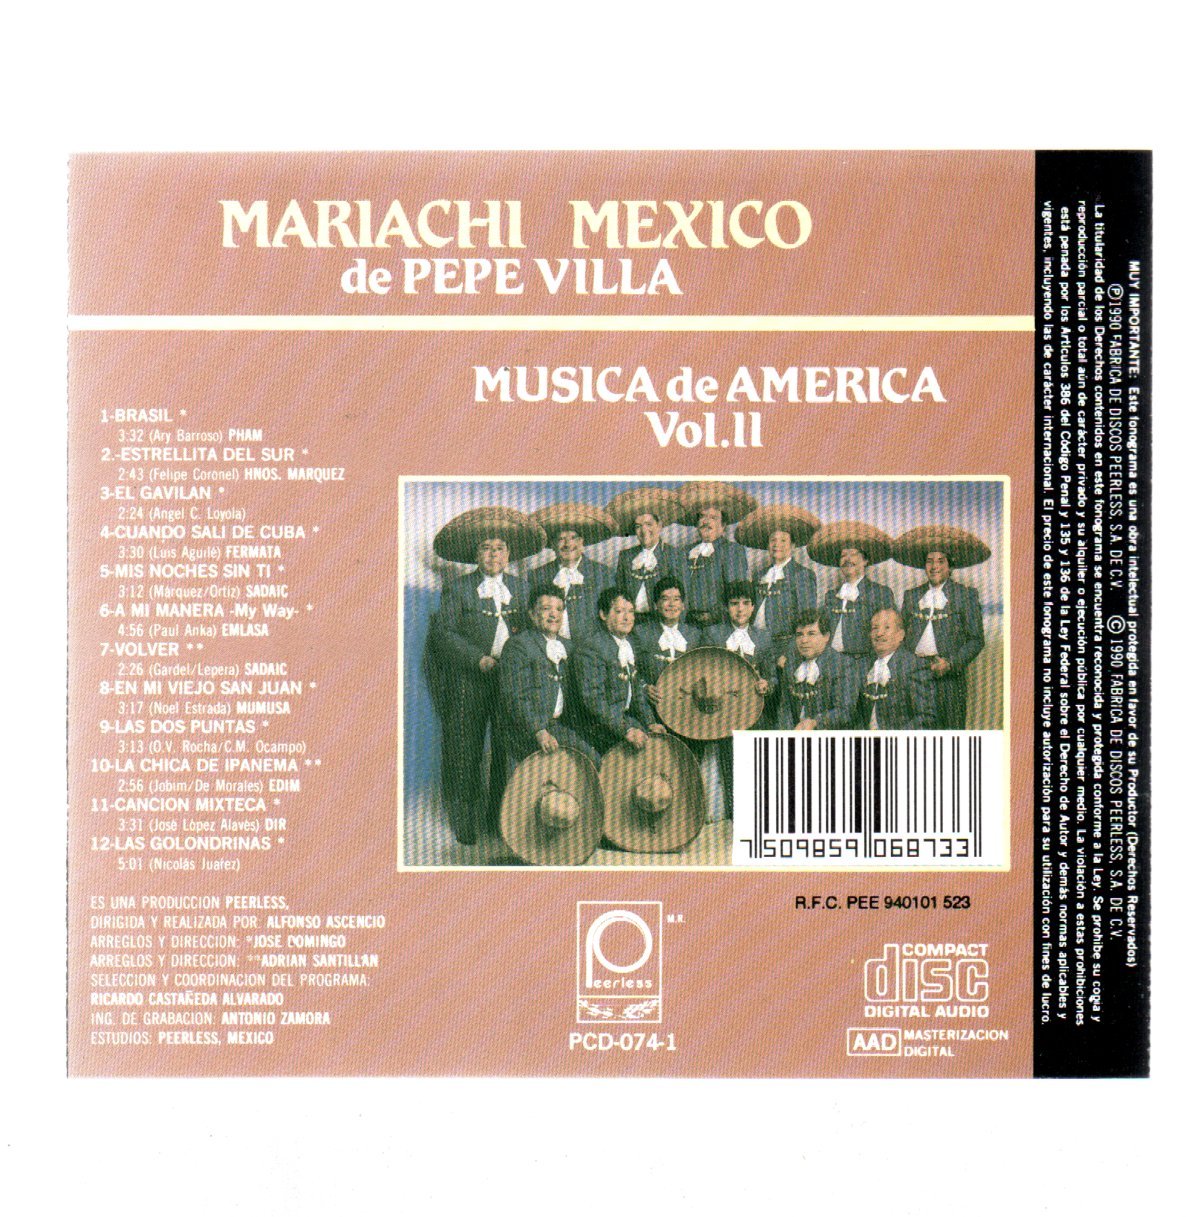 MARIACHI MEXICO
de PEPE VILLA
MUSICA de AMERICA
Vol.II
1-BRASIL *
3:32 (Ary Barroso) PHAM
2.-ESTRELLITA DEL SUR *
2:43 (Felipe Coronel) HNOS. MARQUEZ
3-EL GAVILAN *
2:24 (Angel C. Loyola)
4-CUANDO SALI DE CUBA *
3:30 (Luis Aguilé) FERMATA
5-MIS NOCHES SIN TI *
3:12 (Márquez/Ortiz) SADAIC
6-A MI MANERA -My Way- *
4:56 (Paul Anka) EMLASA
7-VOLVER **
2:26 (Gardel/Lepera) SADAIC
8-EN MI VIEJO SAN JUAN *
3:17 (Noel Estrada) MUMUSA
9-LAS DOS PUNTAS *
3:13 (O.V. Rocha/C.M. Ocampo)
10-LA CHICA DE IPANEMA **
2:56 (Jobim/De Morales) EDIM
11-CANCION MIXTECA *
3:31 (José López Alavés) DIR
12-LAS GOLONDRINAS *
5:01 (Nicolás Juárez)
ES UNA PRODUCCION PEERLESS,
DIRIGIDA Y REALIZADA POR: ALFONSO ASCENCIO
ARREGLOS Y DIRECCION: *JOSE DOMINGO
ARREGLOS Y DIRECCION: **ADRIAN SANTILLAN
SELECCION Y COORDINACION DEL PROGRAMA:
RICARDO CASTAÑEDA ALVARADO
ING. DE GRABACION: ANTONIO ZAMORA
ESTUDIOS: PEERLESS, MEXICO
7 509859 068733
R.F.C. PEE 940101 523
M.R.
Peerless
PCD-074-1
COMPACT
disc
DIGITAL AUDIO
AAD MASTERIZACION
DIGITAL
MUY IMPORTANTE: Este fonograma es una obra intelectual protegida en favor de su Productor (Derechos Reservados)
Ⓟ1990 FABRICA DE DISCOS PEERLESS, S.A. DE C.V. Ⓒ 1990, FABRICA DE DISCOS PEERLESS, S.A. DE C.V.
La titularidad de los Derechos contenidos en este fonograma se encuentra reconocida y protegida conforme a la Ley. Se prohibe su copia y
reproducción parcial o total aún de carácter privado y su alquiler o ejecución pública por cualquier medio. La violación a estas prohibiciones
está penada por los Artículos 386 del Código Penal y 135 y 136 de la Ley Federal sobre el Derecho de Autor y demás normas aplicables y
vigentes, incluyendo las de carácter internacional. El precio de este fonograma no incluye autorización para su utilización con fines de lucro.